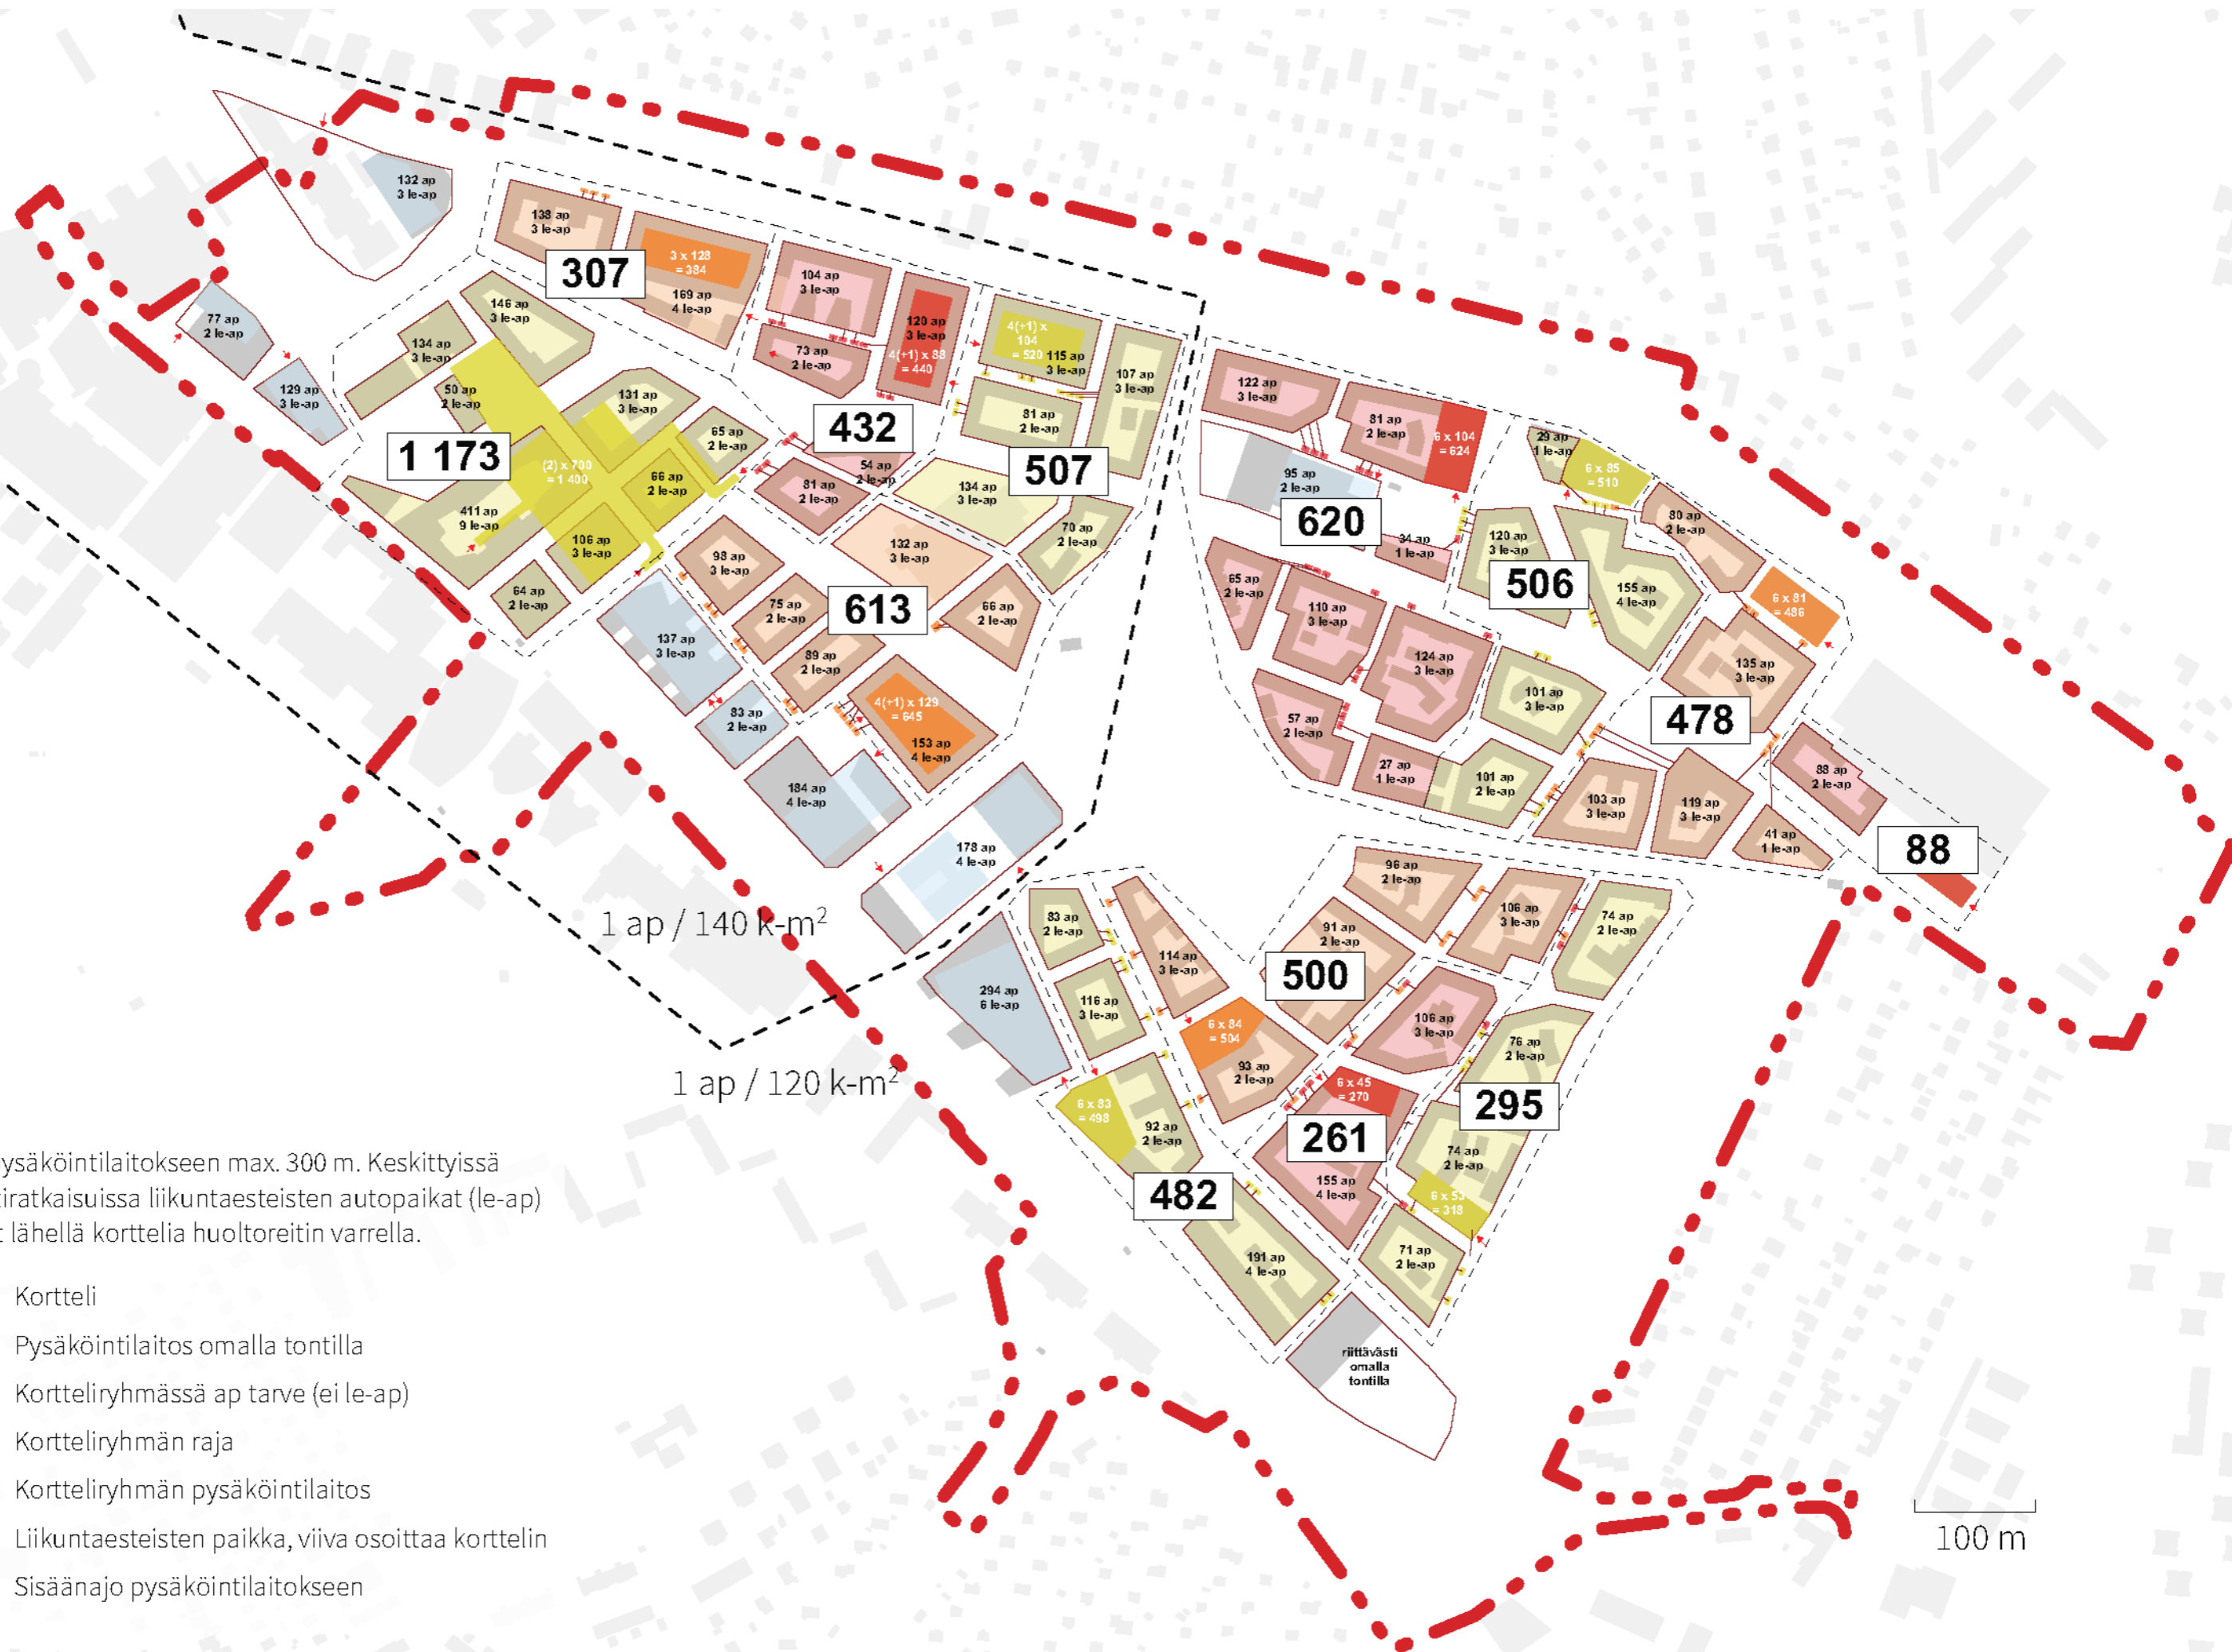 132 ap
3 le-ap
138 ap
3 le-ap
307
3 x 128
= 384
169 ap
4 le-ap
104 ap
3 le-ap
120 ap
3 le-ap
4(+1) x 88
= 440
73 ap
2 le-ap
432
4(+1) x
104
= 520
115 ap
3 le-ap
107 ap
3 le-ap
81 ap
2 le-ap
507
77 ap
2 le-ap
129 ap
3 le-ap
146 ap
3 le-ap
134 ap
3 le-ap
50 ap
2 le-ap
131 ap
3 le-ap
65 ap
2 le-ap
1 173
(2) x 700
= 1 400
66 ap
2 le-ap
411 ap
9 le-ap
106 ap
3 le-ap
64 ap
2 le-ap
54 ap
2 le-ap
81 ap
2 le-ap
134 ap
3 le-ap
70 ap
2 le-ap
98 ap
3 le-ap
132 ap
3 le-ap
75 ap
2 le-ap
613
66 ap
2 le-ap
89 ap
2 le-ap
4(+1) x 129
= 645
153 ap
4 le-ap
137 ap
3 le-ap
83 ap
2 le-ap
184 ap
4 le-ap
178 ap
4 le-ap
122 ap
3 le-ap
81 ap
2 le-ap
6 x 104
= 624
95 ap
2 le-ap
620
34 ap
1 le-ap
65 ap
2 le-ap
110 ap
3 le-ap
124 ap
3 le-ap
57 ap
2 le-ap
27 ap
1 le-ap
29 ap
1 le-ap
6 x 85
= 510
120 ap
3 le-ap
506
155 ap
4 le-ap
101 ap
3 le-ap
101 ap
2 le-ap
80 ap
2 le-ap
6 x 81
= 486
135 ap
3 le-ap
478
103 ap
3 le-ap
119 ap
3 le-ap
41 ap
1 le-ap
88 ap
2 le-ap
88
1 ap / 140 k-m²
1 ap / 120 k-m²
294 ap
6 le-ap
83 ap
2 le-ap
116 ap
3 le-ap
114 ap
3 le-ap
96 ap
2 le-ap
91 ap
2 le-ap
500
106 ap
3 le-ap
74 ap
2 le-ap
6 x 84
= 504
93 ap
2 le-ap
106 ap
3 le-ap
76 ap
2 le-ap
295
6 x 83
= 498
92 ap
2 le-ap
482
6 x 45
= 270
261
155 ap
4 le-ap
74 ap
2 le-ap
6 x 53
= 318
71 ap
2 le-ap
191 ap
4 le-ap
riittävästi
omalla
tontilla
ysäköintilaitokseen max. 300 m. Keskittyissä
iratkaisuissa liikuntaesteisten autopaikat (le-ap)
t lähellä korttelia huoltoreitin varrella.
Kortteli
Pysäköintilaitos omalla tontilla
Kortteliryhmässä ap tarve (ei le-ap)
Kortteliryhmän raja
Kortteliryhmän pysäköintilaitos
Liikuntaesteisten paikka, viiva osoittaa korttelin
Sisäänajo pysäköintilaitokseen
100 m